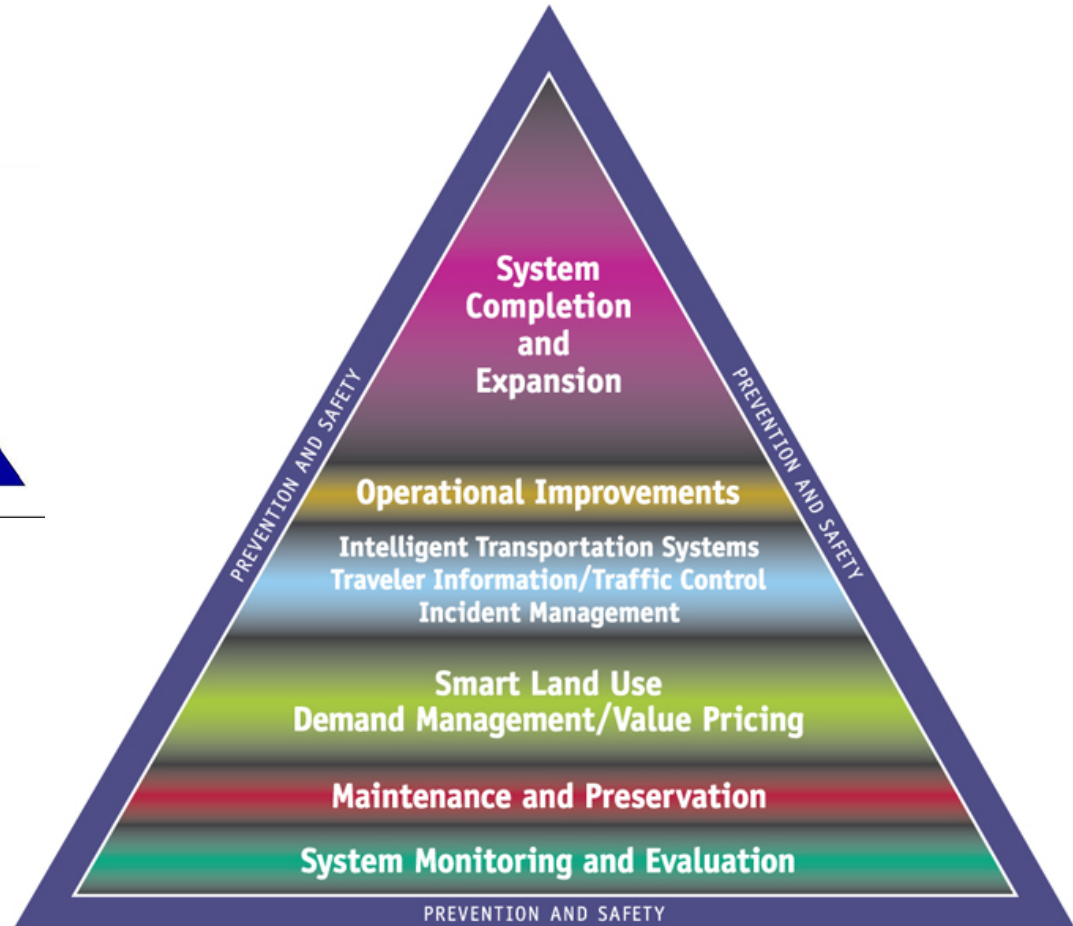 System
Completion
and
Expansion
PREVENTION AND SAFETY
PREVENTION AND SAFETY
Operational Improvements
Intelligent Transportation Systems
Traveler Information/Traffic Control
Incident Management
Smart Land Use
Demand Management/Value Pricing
Maintenance and Preservation
System Monitoring and Evaluation
PREVENTION AND SAFETY